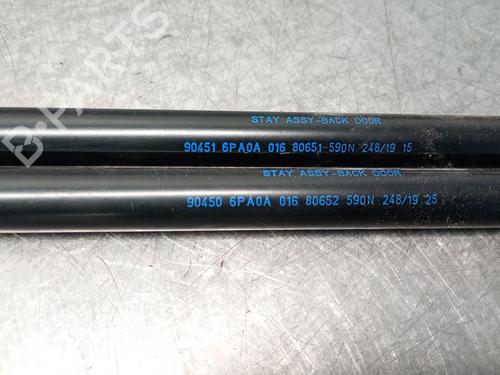 B-PARTS
STAY ASSY-BACK DOOR
90451 6PA0A 016 80651 590N 248/19 15
STAY ASSY-BACK DOOR
90450 6PA0A 016 80652 590N 248/19 25